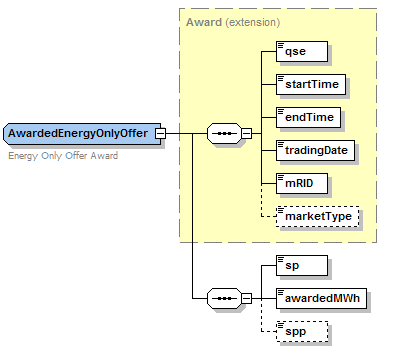 Award (extension)
qse
startTime
endTime
AwardedEnergyOnlyOffer
Energy Only Offer Award
tradingDate
mRID
marketType
sp
awardedMWh
spp